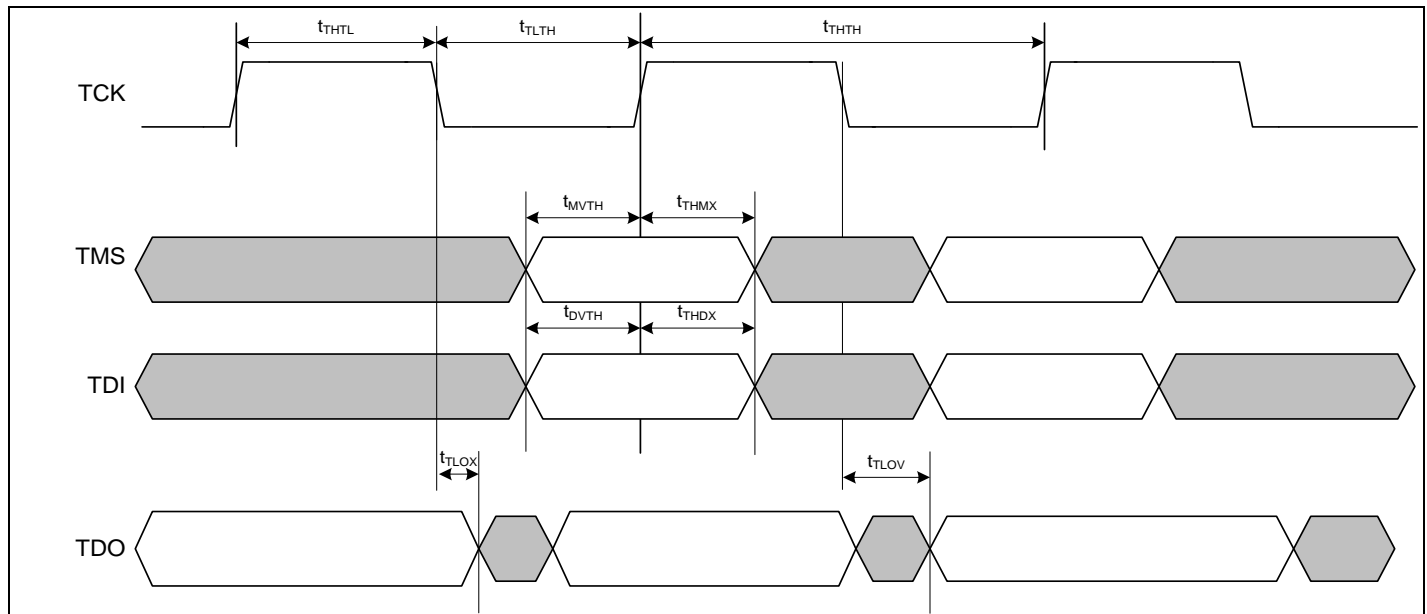 tTHTL tTLTH tTHTH
TCK
tMVTH tTHMX
TMS
tDVTH tTHDX
TDI
tTLOX tTLOV
TDO